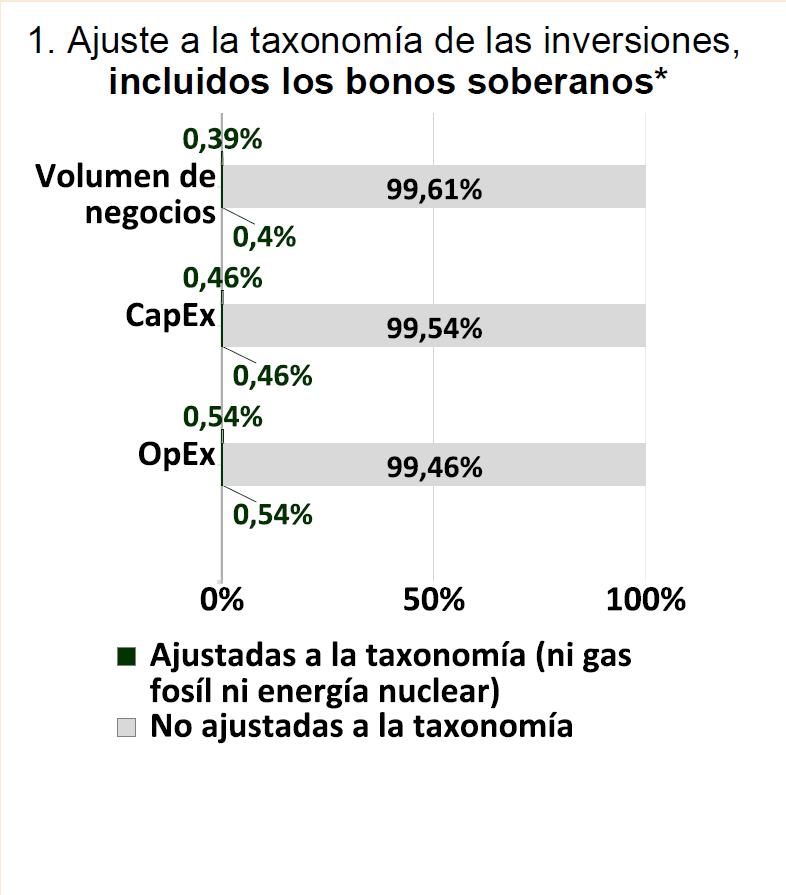 1. Ajuste a la taxonomía de las inversiones,
incluidos los bonos soberanos*
0,39%
Volumen de
negocios
99,61%
0,4%
0,46%
CapEx
99,54%
0,46%
0,54%
OpEx
99,46%
0,54%
0%
50%
100%
Ajustadas a la taxonomía (ni gas
fosíl ni energía nuclear)
No ajustadas a la taxonomía